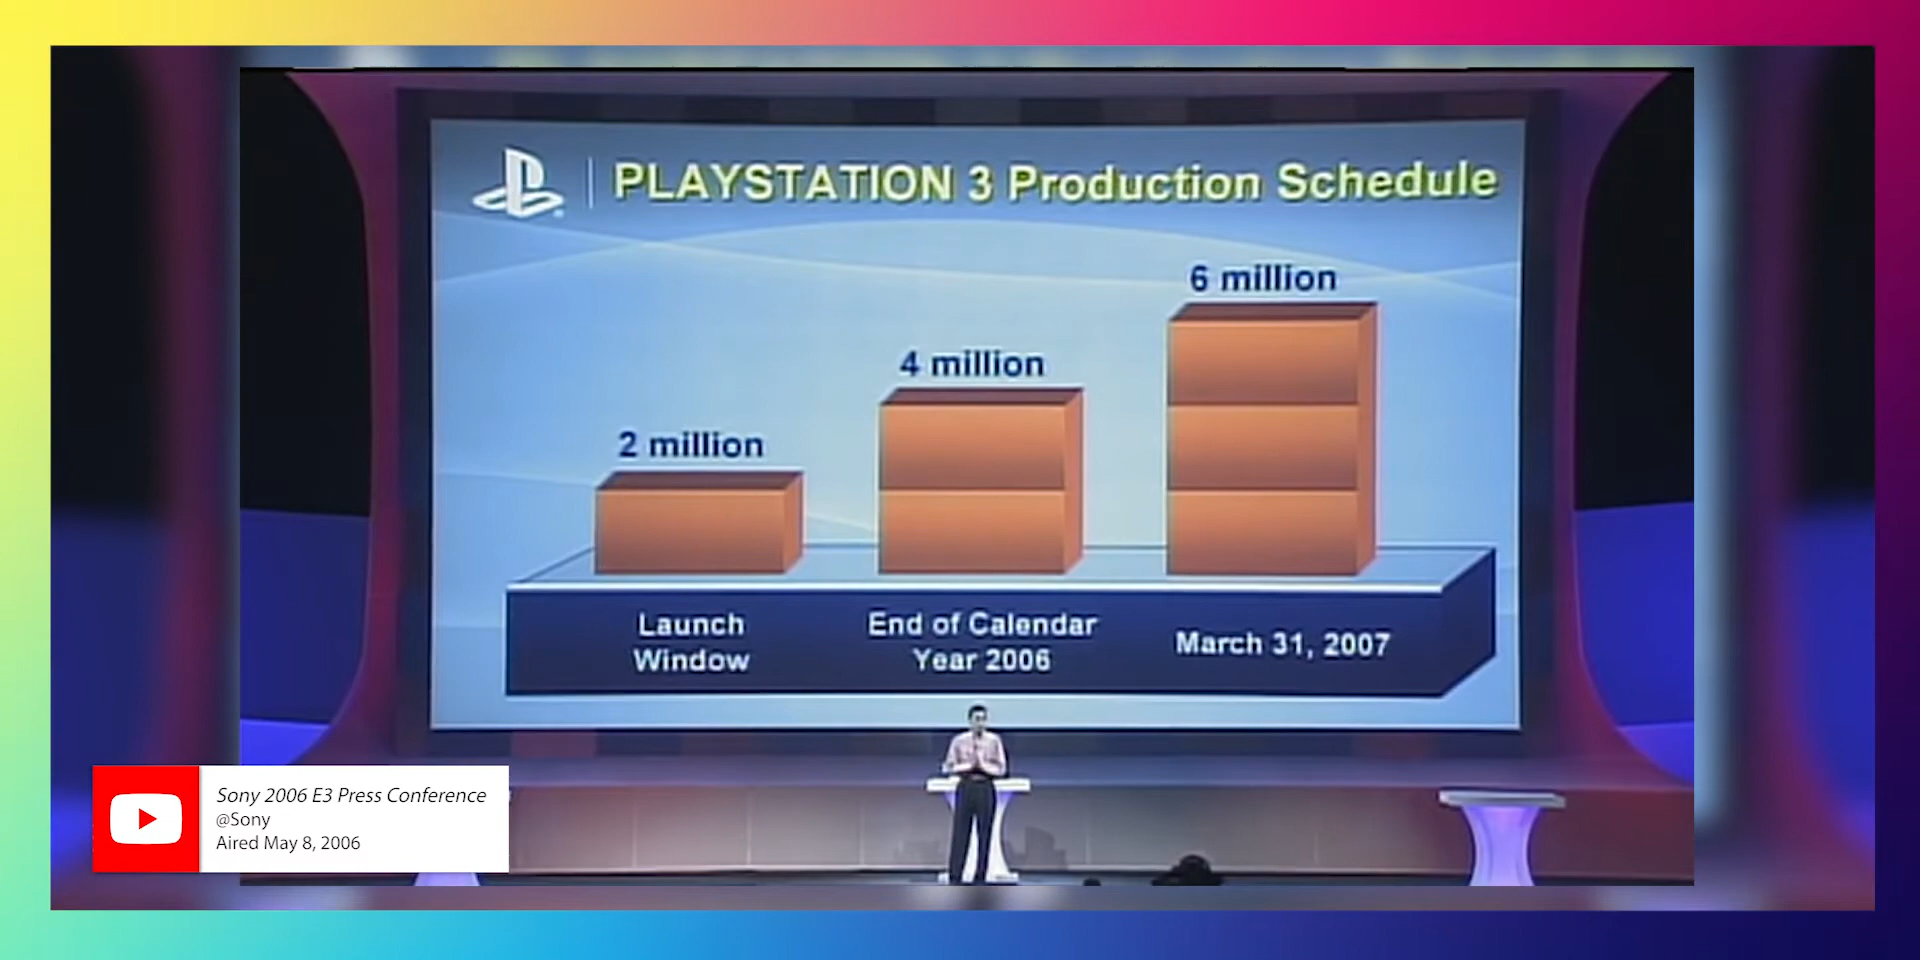 PLAYSTATION 3 Production Schedule
6 million
4 million
2 million
Launch
Window
End of Calendar
Year 2006
March 31, 2007
Sony 2006 E3 Press Conference
@Sony
Aired May 8, 2006